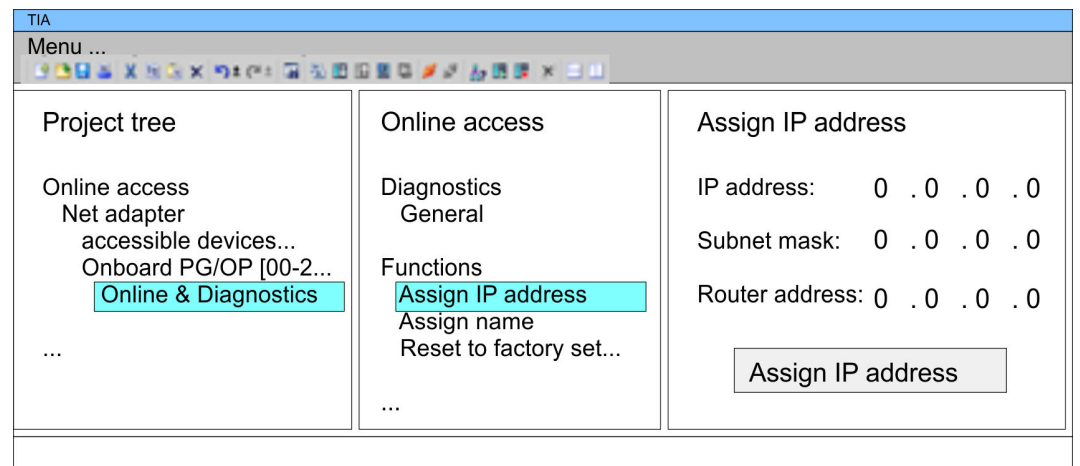 TIA
Menu ...
Project tree
Online access
Net adapter
accessible devices...
Onboard PG/OP [00-2...
Online & Diagnostics
...
Online access
Diagnostics
General
Functions
Assign IP address
Assign name
Reset to factory set...
...
Assign IP address
IP address: 0 . 0 . 0 . 0
Subnet mask: 0 . 0 . 0 . 0
Router address: 0 . 0 . 0 . 0
Assign IP address